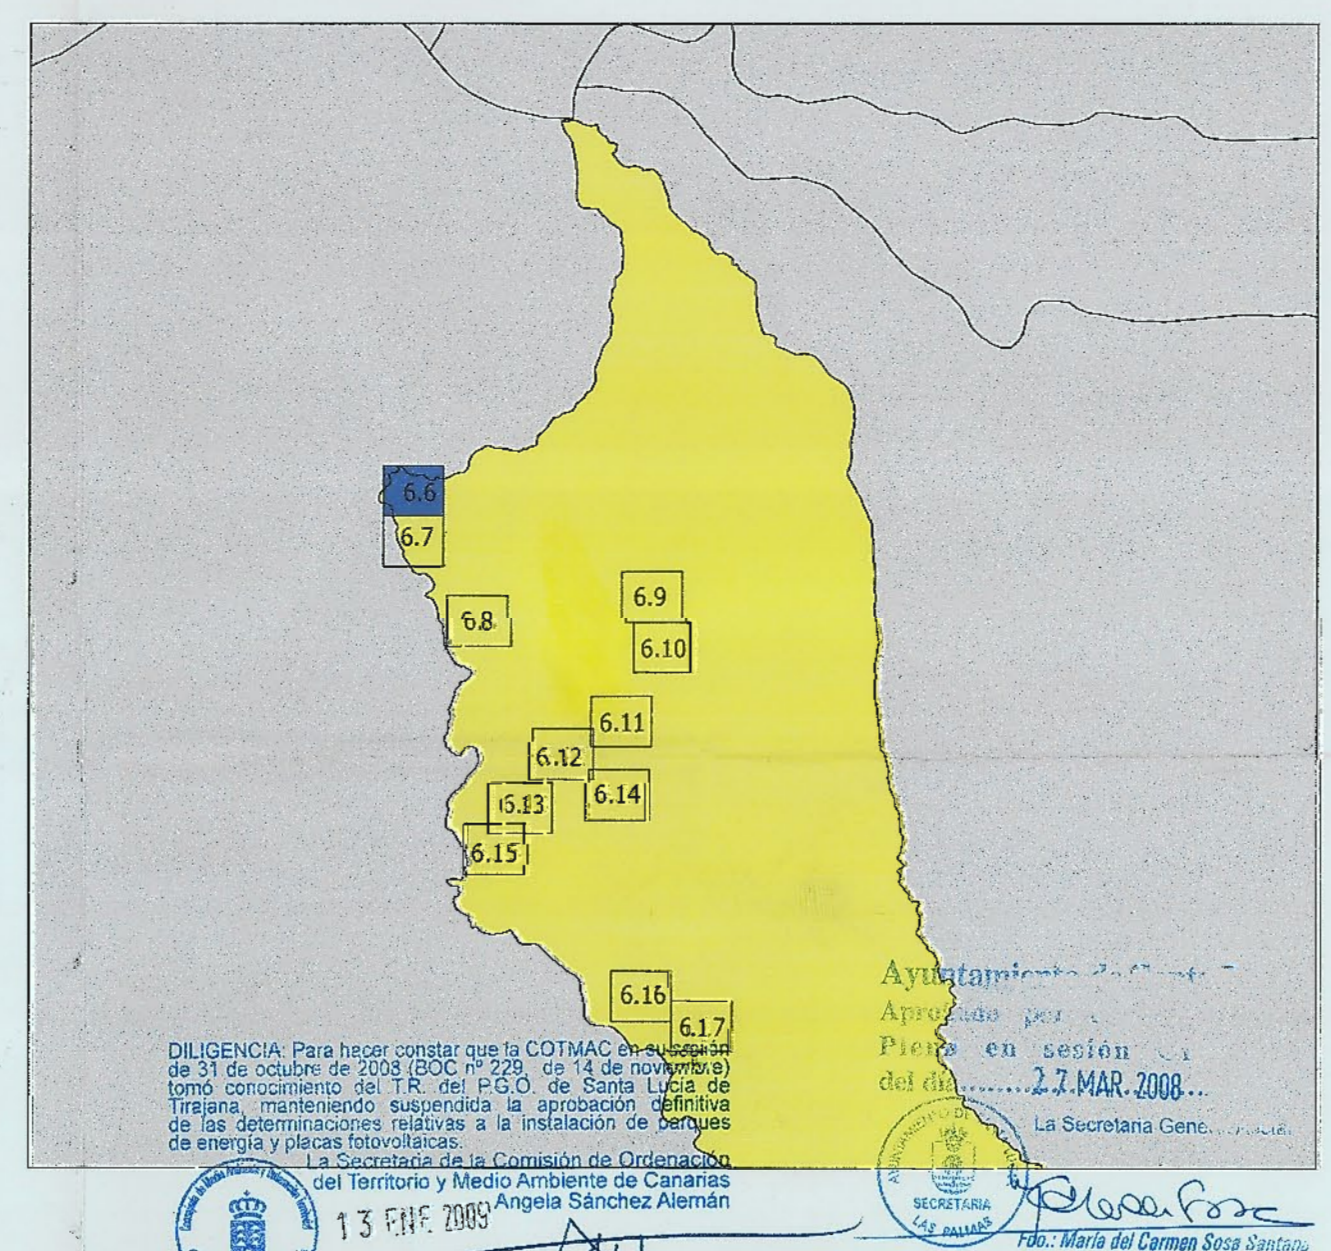 6.6
6.7
6.8
6.9
6.10
6.11
6.12
6.13
6.14
6.15
6.16
6.17
DILIGENCIA: Para hacer constar que la COTMAC en su sesión
de 31 de octubre de 2008 (BOC nº 229, de 14 de noviembre)
tomó conocimiento del T.R. del P.G.O. de Santa Lucía de
Tirajana, manteniendo suspendida la aprobación definitiva
de las determinaciones relativas a la instalación de parques
de energía y placas fotovoltaicas.
La Secretaria de la Comisión de Ordenación
del Territorio y Medio Ambiente de Canarias
Angela Sánchez Alemán
13 ENE 2009
Ayuntamiento de
Aprobado por
Pleno en sesión
del día..........27 MAR. 2008...
La Secretaria General
AYUNTAMIENTO DE
SECRETARIA
LAS PALMAS
Fdo.: María del Carmen Sosa Santana